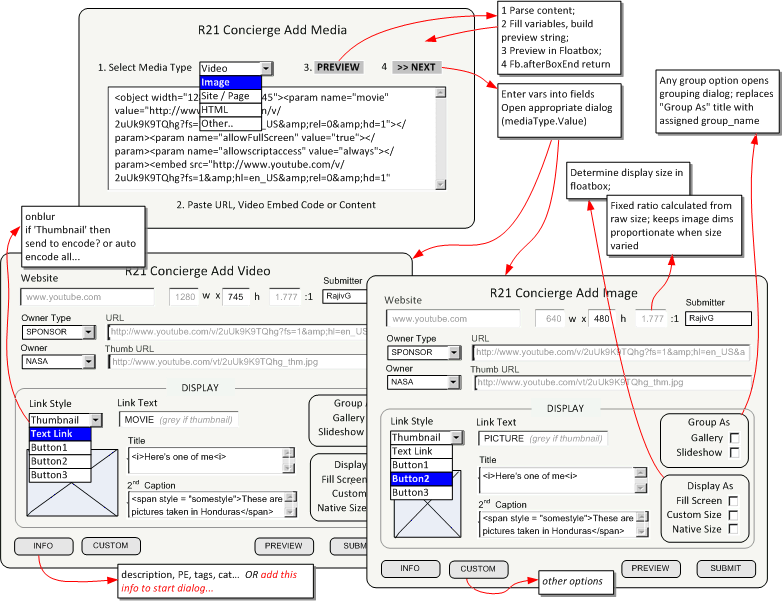 R21 Concierge Add Media
1. Select Media Type
Video
Image
Site / Page
HTML
Other..
3. PREVIEW
4 >> NEXT
<object width="12 45"><param name="movie"
value="http://ww n/v/
2uUk9K9TQhg?fs _US&amp;rel=0&amp;hd=1"></
param><param name="allowFullScreen" value="true"></
param><param name="allowscriptaccess" value="always"></
param><embed src="http://www.youtube.com/v/
2uUk9K9TQhg?fs=1&amp;hl=en_US&amp;rel=0&amp;hd=1"
2. Paste URL, Video Embed Code or Content
1 Parse content;
2 Fill variables, build
preview string;
3 Preview in Floatbox;
4 Fb.afterBoxEnd return
Enter vars into fields
Open appropriate dialog
(mediaType.Value)
Any group option opens
grouping dialog; replaces
"Group As" title with
assigned group_name
Determine display size in
floatbox;
Fixed ratio calculated from
raw size; keeps image dims
proportionate when size
varied
onblur
if 'Thumbnail' then
send to encode? or auto
encode all...
R21 Concierge Add Video
Website
www.youtube.com
1280 w x 745 h 1.777 :1
Submitter
RajivG
Owner Type
SPONSOR
URL
http://www.youtube.com/v/2uUk9K9TQhg?fs=1&amp;hl=en_US
Owner
NASA
Thumb URL
http://www.youtube.com/vt/2uUk9K9TQhg_thm.jpg
DISPLAY
Link Style
Thumbnail
Text Link
Button1
Button2
Button3
Link Text
MOVIE (grey if thumbnail)
Title
<i>Here's one of me<i>
2nd Caption
<span style = "somestyle">These are
pictures taken in Honduras</span>
Group A
Gallery
Slideshow
Display
Fill Screen
Custom
Native Size
INFO
CUSTOM
PREVIEW
SUBM
R21 Concierge Add Image
Website
www.youtube.com
640 w x 480 h 1.777 :1
Submitter
RajivG
Owner Type
SPONSOR
URL
http://www.youtube.com/v/2uUk9K9TQhg?fs=1&amp;hl=en_US&a
Owner
NASA
Thumb URL
http://www.youtube.com/vt/2uUk9K9TQhg_thm.jpg
DISPLAY
Link Style
Thumbnail
Text Link
Button1
Button2
Button3
Link Text
PICTURE (grey if thumbnail)
Title
<i>Here's one of me<i>
2nd Caption
<span style = "somestyle">These are
pictures taken in Honduras</span>
Group As
Gallery
Slideshow
Display As
Fill Screen
Custom Size
Native Size
INFO
CUSTOM
PREVIEW
SUBMIT
description, PE, tags, cat... OR add this
info to start dialog...
other options